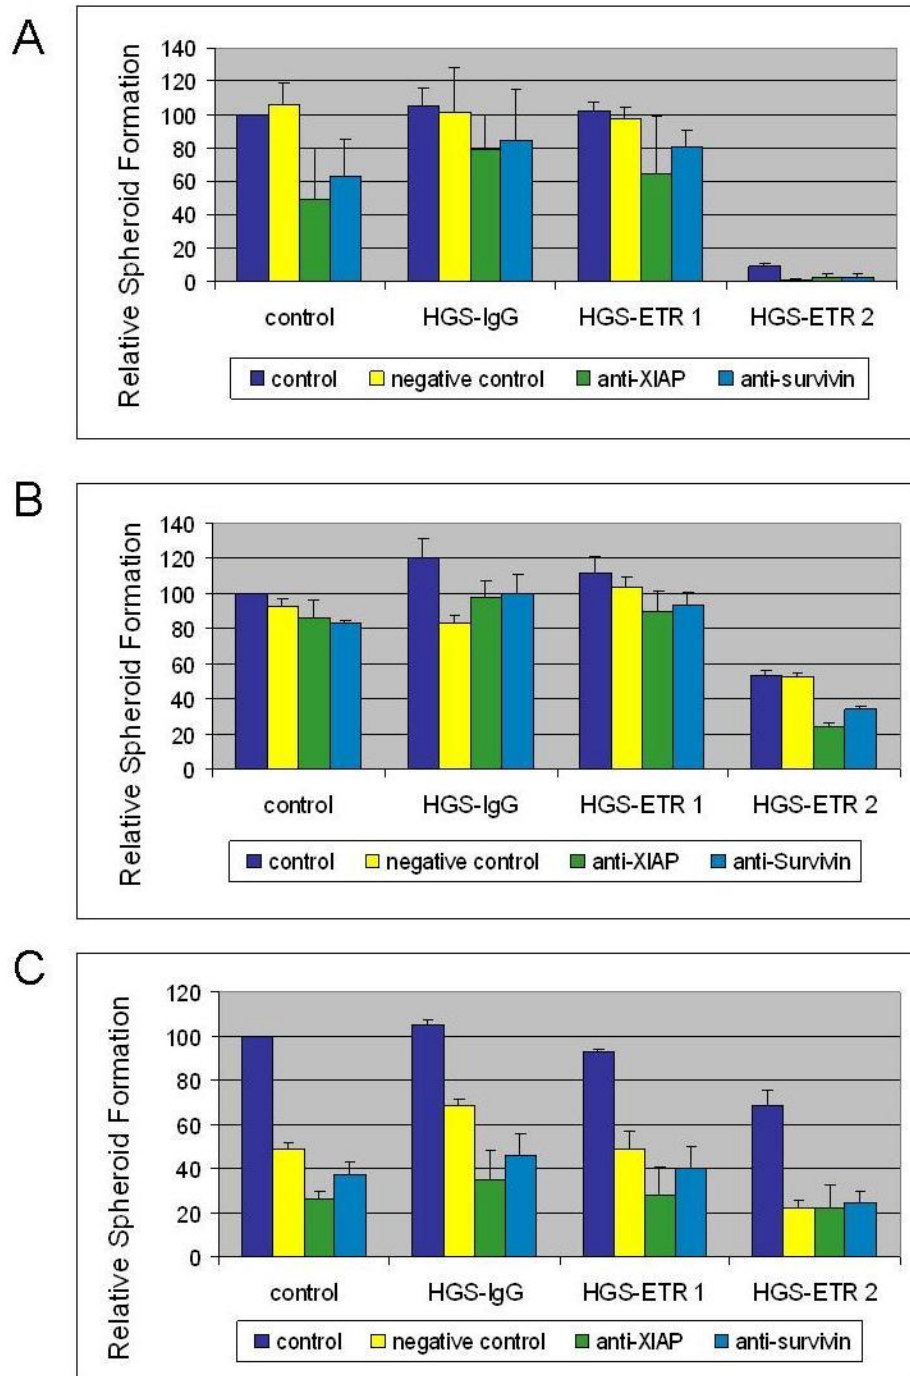 A
Relative Spheroid Formation
140
120
100
80
60
40
20
0
control HGS-IgG HGS-ETR 1 HGS-ETR 2
control negative control anti-XIAP anti-survivin
B
Relative Spheroid Formation
140
120
100
80
60
40
20
0
control HGS-IgG HGS-ETR 1 HGS-ETR 2
control negative control anti-XIAP anti-Survivin
C
Relative Spheroid Formation
120
100
80
60
40
20
0
control HGS-IgG HGS-ETR 1 HGS-ETR 2
control negative control anti-XIAP anti-survivin